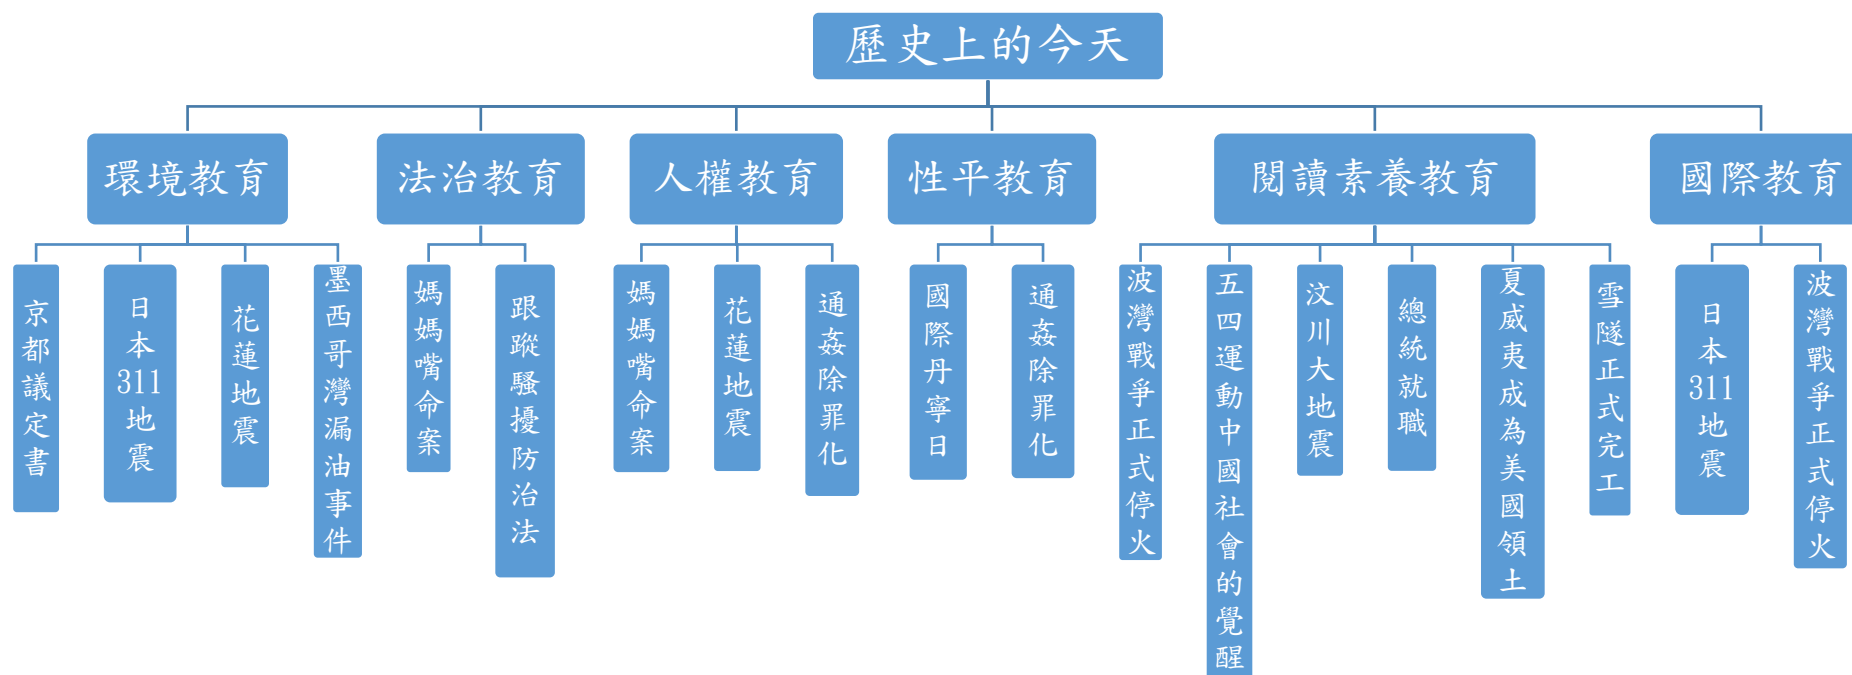 歷史上的今天
環境教育
法治教育
人權教育
性平教育
閱讀素養教育
國際教育
京都議定書
日本311地震
花蓮地震
墨西哥灣漏油事件
媽媽嘴命案
跟蹤騷擾防治法
媽媽嘴命案
花蓮地震
通姦除罪化
國際丹寧日
通姦除罪化
波灣戰爭正式停火
五四運動中國社會的覺醒
汶川大地震
總統就職
夏威夷成為美國領土
雪隧正式完工
日本311地震
波灣戰爭正式停火